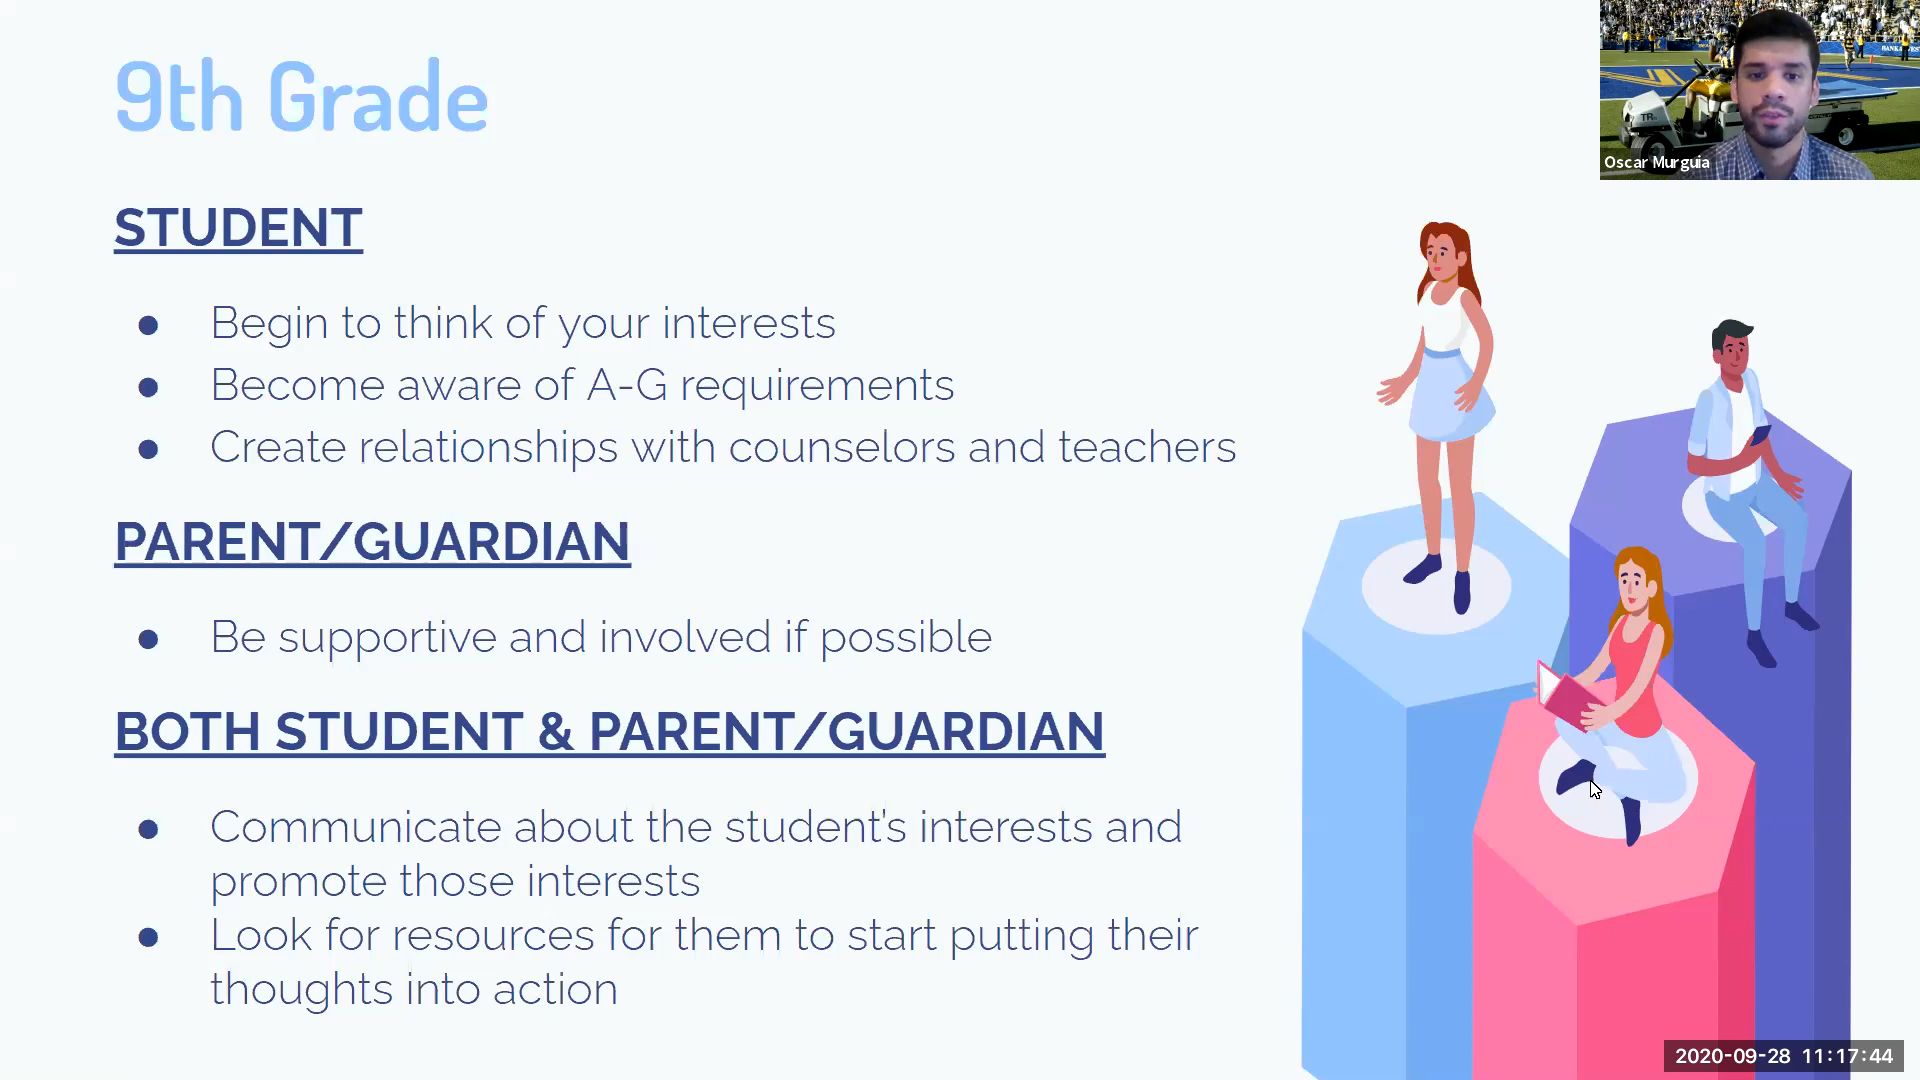 9th Grade
STUDENT
● Begin to think of your interests
● Become aware of A-G requirements
● Create relationships with counselors and teachers
PARENT/GUARDIAN
● Be supportive and involved if possible
BOTH STUDENT & PARENT/GUARDIAN
● Communicate about the student's interests and
promote those interests
● Look for resources for them to start putting their
thoughts into action
TR
Oscar Murguia
2020-09-28 11:17:44